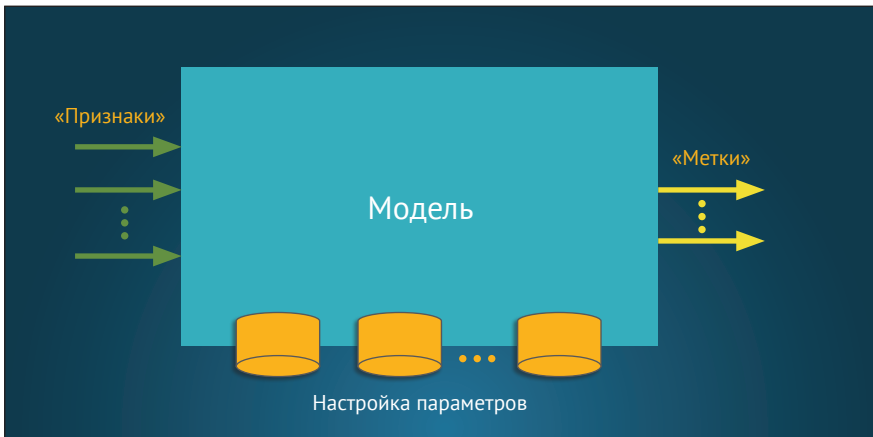 «Признаки»
«Метки»
Модель
Настройка параметров